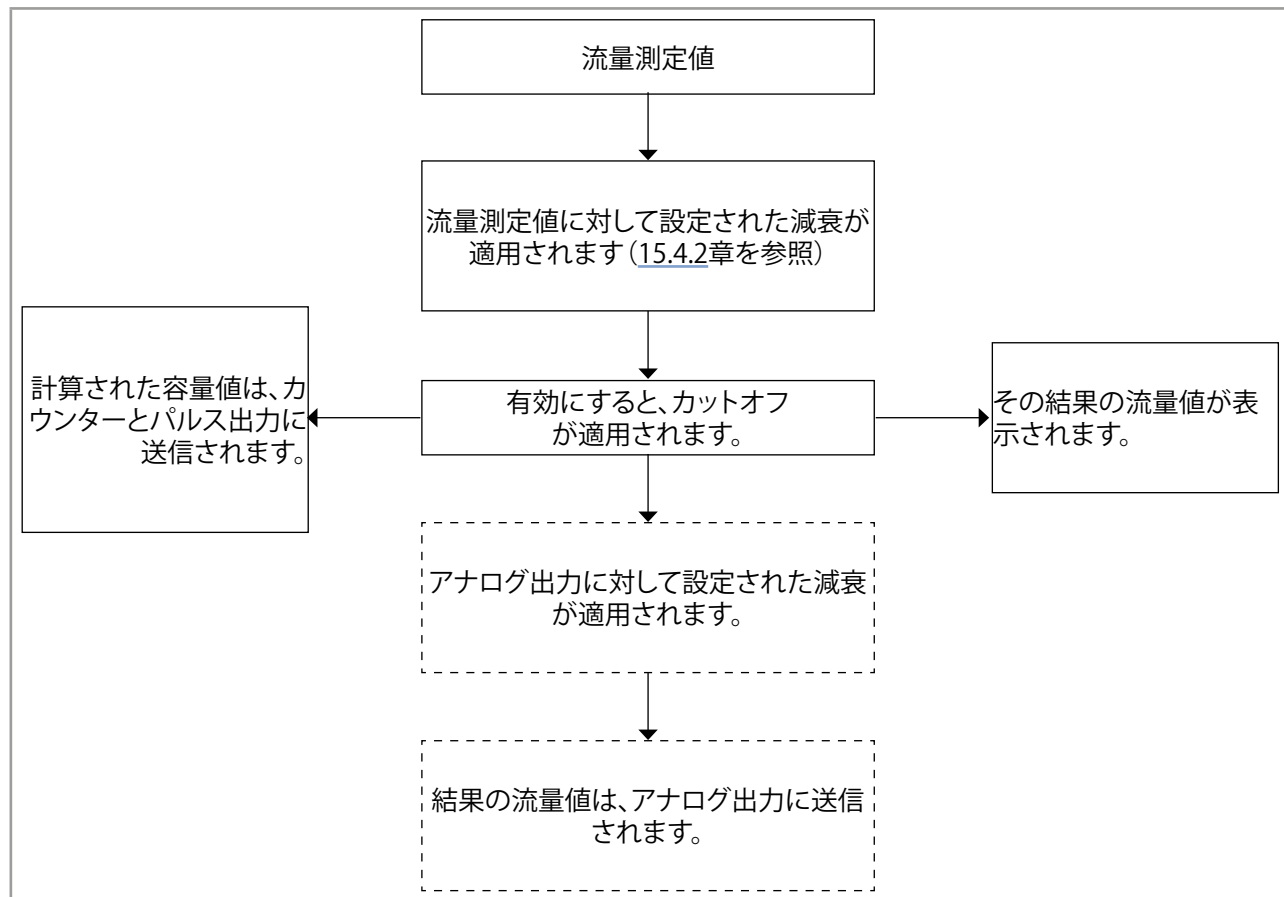 流量測定値
流量測定値に対して設定された減衰が
適用されます（15.4.2章を参照）
計算された容量値は、カ
ウンターとパルス出力に
送信されます。
有効にすると、カットオフ
が適用されます。
その結果の流量値が表
示されます。
アナログ出力に対して設定された減衰
が適用されます。
結果の流量値は、アナログ出力に送信
されます。